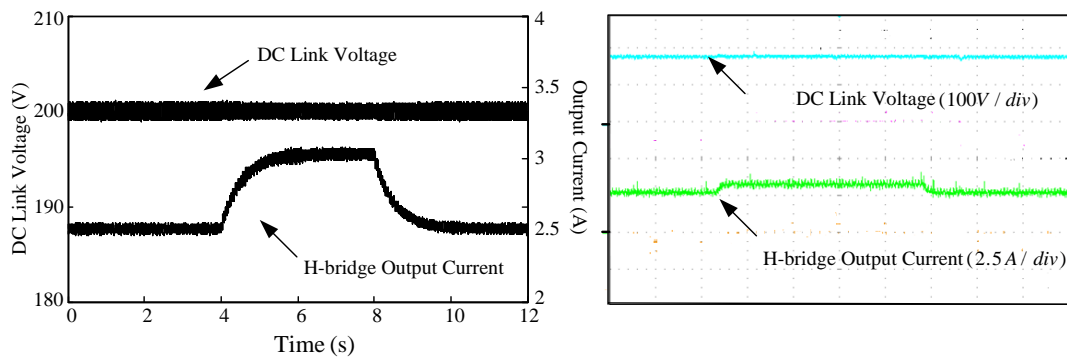 210
200
190
180
DC Link Voltage (V)
0
2
4
6
8
10
12
Time (s)
4
3.5
3
2.5
2
Output Current (A)
DC Link Voltage
H-bridge Output Current
DC Link Voltage (100V / div)
H-bridge Output Current (2.5A / div)